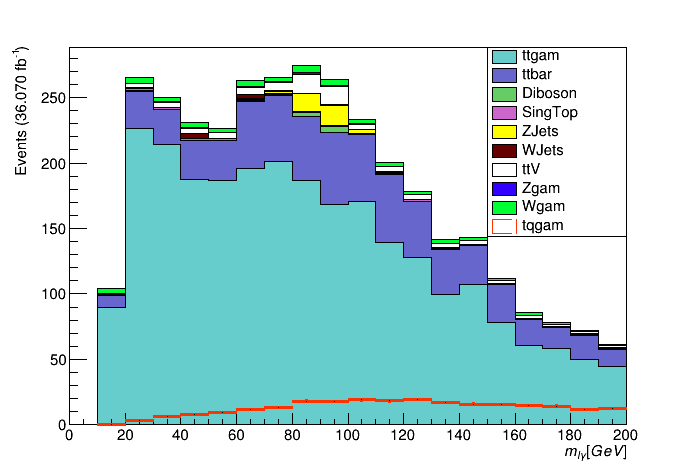 Events (36.070 fb⁻¹)
250
200
150
100
50
0
0 20 40 60 80 100 120 140 160 180 200
m_{lγ}[GeV]
ttgam
ttbar
Diboson
SingTop
ZJets
WJets
ttV
Zgam
Wgam
tqgam